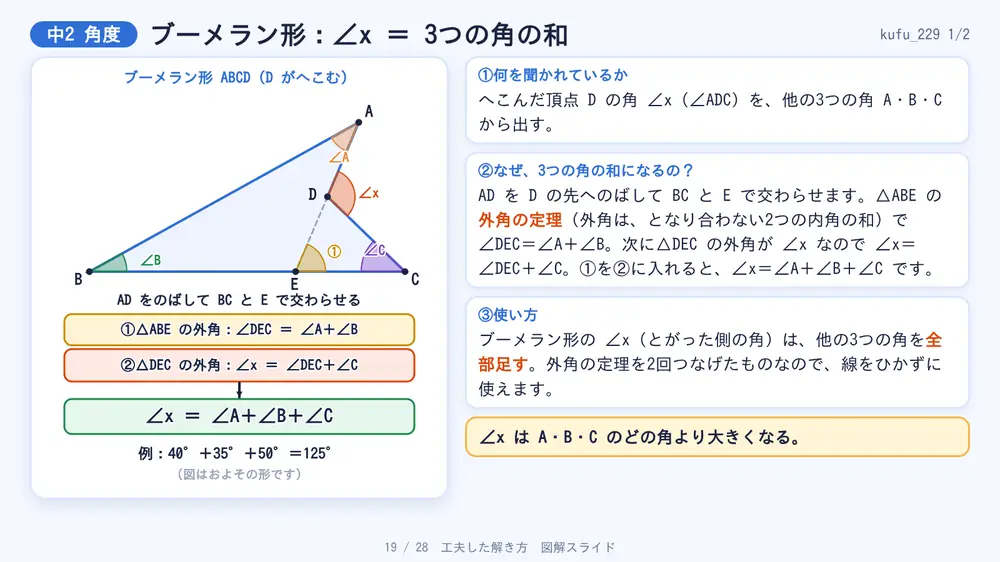 中2 角度
ブーメラン形：∠x ＝ 3つの角の和
kufu_229 1/2
ブーメラン形 ABCD（D がへこむ）
A
∠A
D
∠x
∠B
①
∠C
B
E
C
AD をのばして BC と E で交わらせる
①△ABE の外角：∠DEC ＝ ∠A＋∠B
②△DEC の外角：∠x ＝ ∠DEC＋∠C
∠x ＝ ∠A＋∠B＋∠C
例：40°＋35°＋50°＝125°
（図はおよその形です）
①何を聞かれているか
へこんだ頂点 D の角 ∠x（∠ADC）を、他の3つの角 A・B・C
から出す。
②なぜ、3つの角の和になるの？
AD を D の先へのばして BC と E で交わらせます。△ABE の
外角の定理（外角は、となり合わない2つの内角の和）で
∠DEC＝∠A＋∠B。次に△DEC の外角が ∠x なので ∠x＝
∠DEC＋∠C。①を②に入れると、∠x＝∠A＋∠B＋∠C です。
③使い方
ブーメラン形の ∠x（とがった側の角）は、他の3つの角を全
部足す。外角の定理を2回つなげたものなので、線をひかずに
使えます。
∠x は A・B・C のどの角より大きくなる。
19 / 28　工夫した解き方　図解スライド